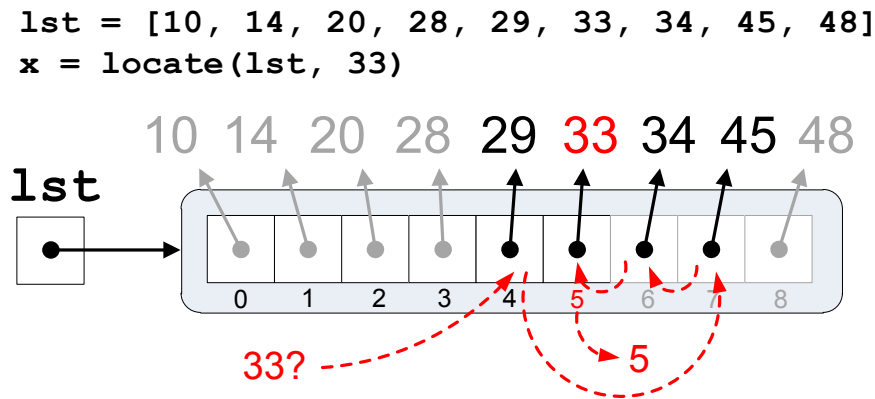 lst = [10, 14, 20, 28, 29, 33, 34, 45, 48]
x = locate(lst, 33)
10 14 20 28 29 33 34 45 48
lst
0 1 2 3 4 5 6 7 8
33? 5